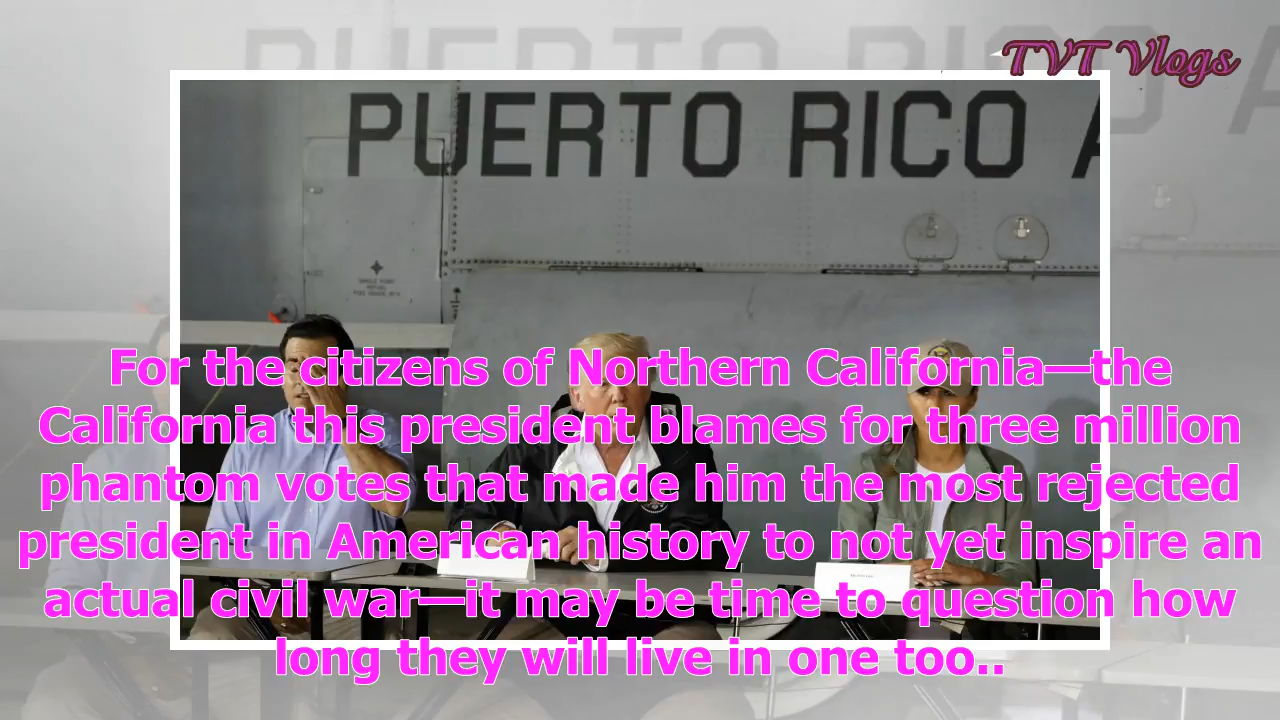 TVT Vlogs
PUERTO RICO A
PUERTO RICO A
For the citizens of Northern California—the
California this president blames for three million
phantom votes that made him the most rejected
president in American history to not yet inspire an
actual civil war—it may be time to question how
long they will live in one too..